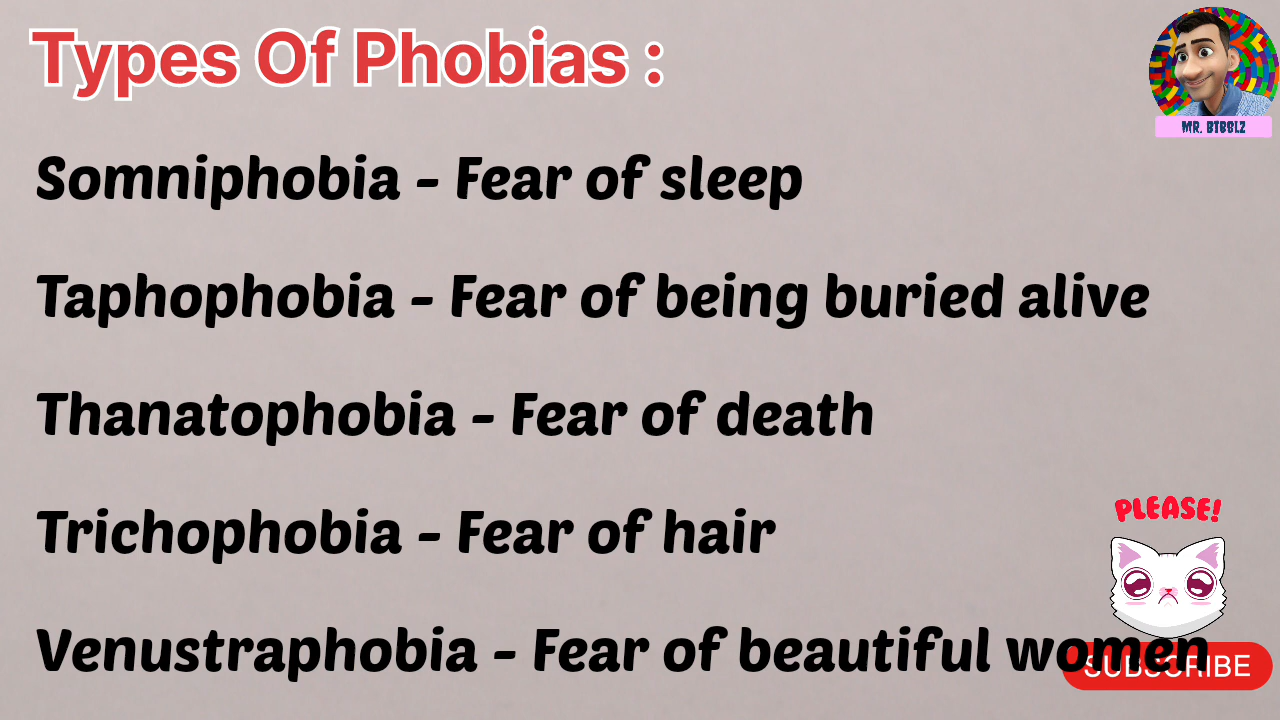 Types Of Phobias :
MR. BIBBLZ
Somniphobia - Fear of sleep
Taphophobia - Fear of being buried alive
Thanatophobia - Fear of death
Trichophobia - Fear of hair
PLEASE!
Venustraphobia - Fear of beautiful women
SUBSCRIBE